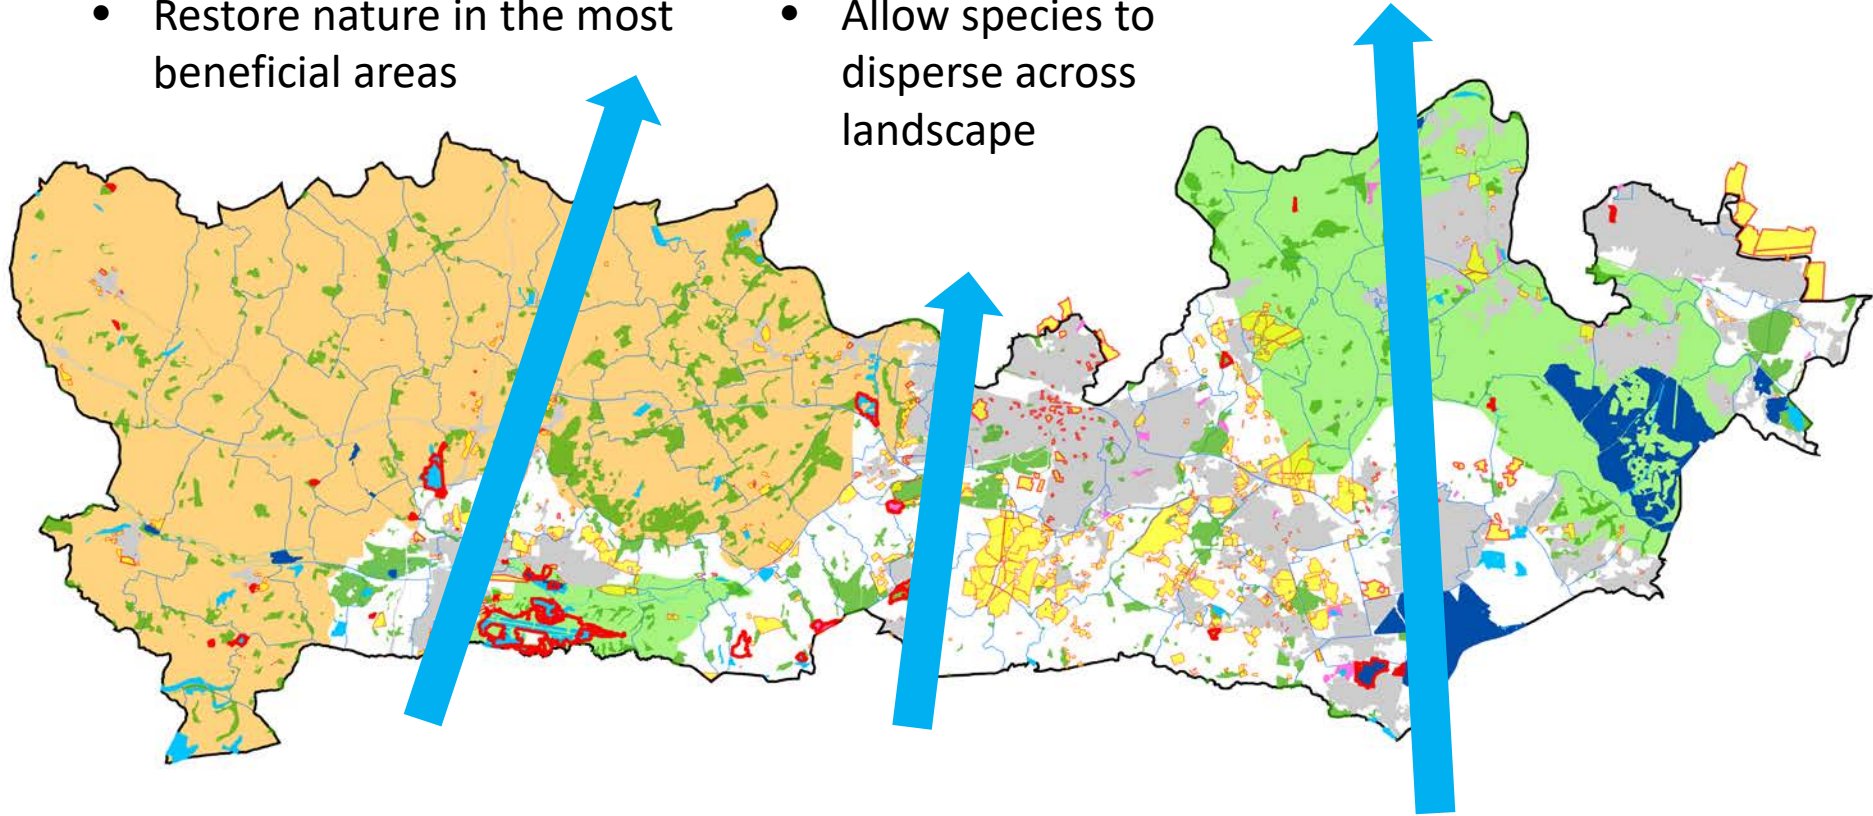 • Restore nature in the most
beneficial areas
• Allow species to
disperse across
landscape